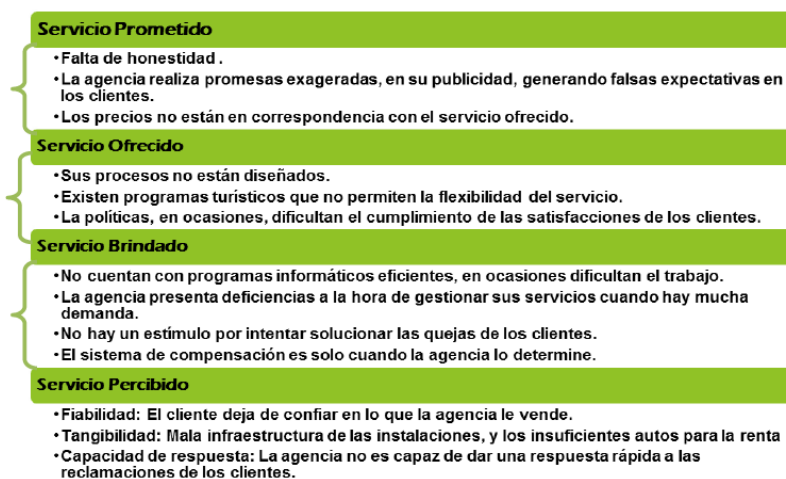 Servicio Prometido
•Falta de honestidad .
•La agencia realiza promesas exageradas, en su publicidad, generando falsas expectativas en
los clientes.
•Los precios no están en correspondencia con el servicio ofrecido.
Servicio Ofrecido
•Sus procesos no están diseñados.
•Existen programas turísticos que no permiten la flexibilidad del servicio.
•La políticas, en ocasiones, dificultan el cumplimiento de las satisfacciones de los clientes.
Servicio Brindado
•No cuentan con programas informáticos eficientes, en ocasiones dificultan el trabajo.
•La agencia presenta deficiencias a la hora de gestionar sus servicios cuando hay mucha
demanda.
•No hay un estímulo por intentar solucionar las quejas de los clientes.
•El sistema de compensación es solo cuando la agencia lo determine.
Servicio Percibido
•Fiabilidad: El cliente deja de confiar en lo que la agencia le vende.
•Tangibilidad: Mala infraestructura de las instalaciones, y los insuficientes autos para la renta
•Capacidad de respuesta: La agencia no es capaz de dar una respuesta rápida a las
reclamaciones de los clientes.